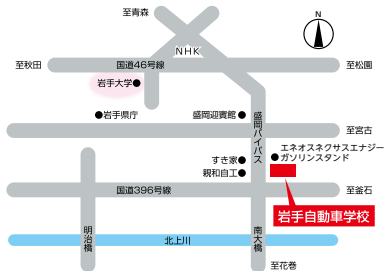 至青森
N
NHK
至秋田
国道46号線
至松園
岩手大学
岩手県庁
盛岡迎賓館
盛岡バイパス
至宮古
エネオスネクサスエナジー
ガソリンスタンド
すき家
親和自工
国道396号線
至釜石
岩手自動車学校
明治橋
南大橋
北上川
至花巻